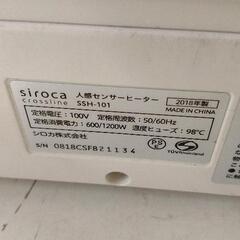 siroca 人感センサーヒーター 2018年製
crossline SSH-101 MADE IN CHINA
定格電圧：100V 定格周波数：50/60Hz
定格消費電力：600/1200W 温度ヒューズ：98℃
シロカ株式会社
PS E
TÜVRheinland
S/N 0818CSFB21134